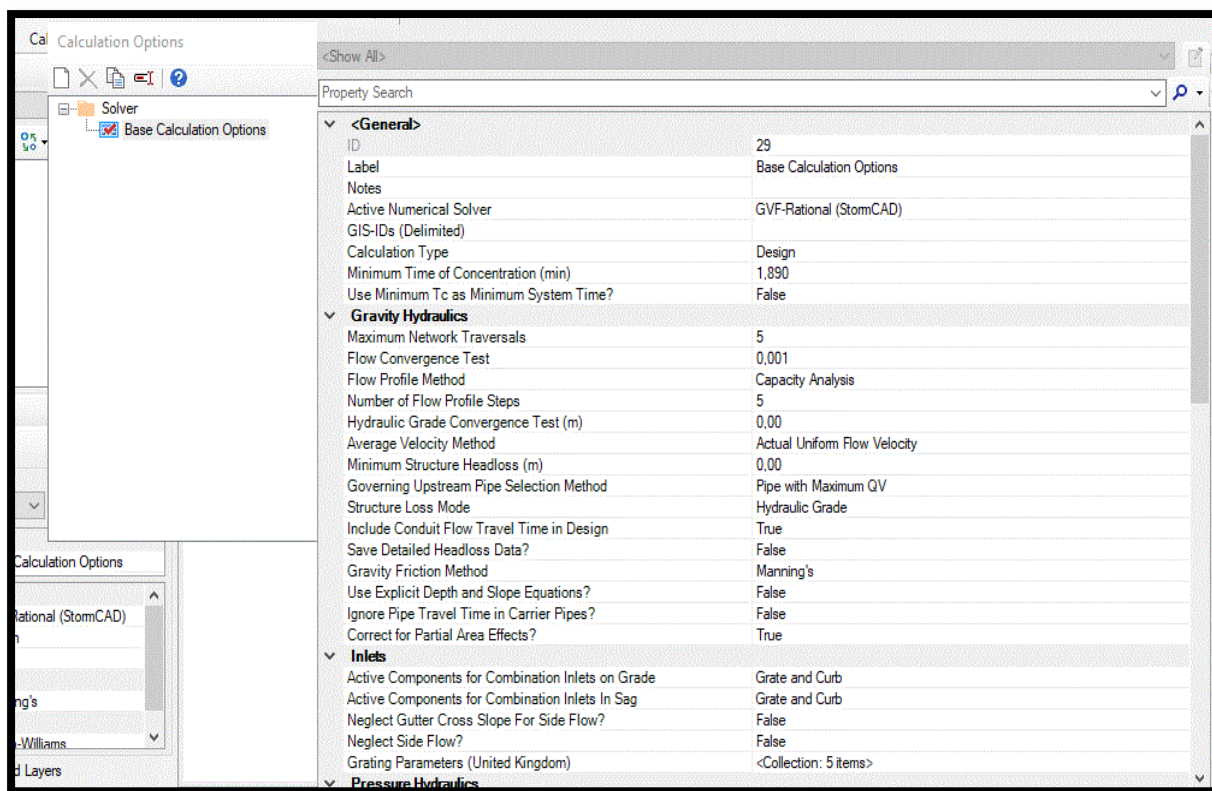 Cal
Calculation Options
<Show All>
Property Search
Solver
Base Calculation Options
<General>
ID 29
Label Base Calculation Options
Notes
Active Numerical Solver GVF-Rational (StormCAD)
GIS-IDs (Delimited)
Calculation Type Design
Minimum Time of Concentration (min) 1,890
Use Minimum Tc as Minimum System Time? False
Gravity Hydraulics
Maximum Network Traversals 5
Flow Convergence Test 0,001
Flow Profile Method Capacity Analysis
Number of Flow Profile Steps 5
Hydraulic Grade Convergence Test (m) 0,00
Average Velocity Method Actual Uniform Flow Velocity
Minimum Structure Headloss (m) 0,00
Governing Upstream Pipe Selection Method Pipe with Maximum QV
Structure Loss Mode Hydraulic Grade
Include Conduit Flow Travel Time in Design True
Save Detailed Headloss Data? False
Gravity Friction Method Manning's
Use Explicit Depth and Slope Equations? False
Ignore Pipe Travel Time in Carrier Pipes? False
Correct for Partial Area Effects? True
Inlets
Active Components for Combination Inlets on Grade Grate and Curb
Active Components for Combination Inlets In Sag Grate and Curb
Neglect Gutter Cross Slope For Side Flow? False
Neglect Side Flow? False
Grating Parameters (United Kingdom) <Collection: 5 items>
Pressure Hydraulics
Calculation Options
Rational (StormCAD)
n
ng's
n-Williams
d Layers